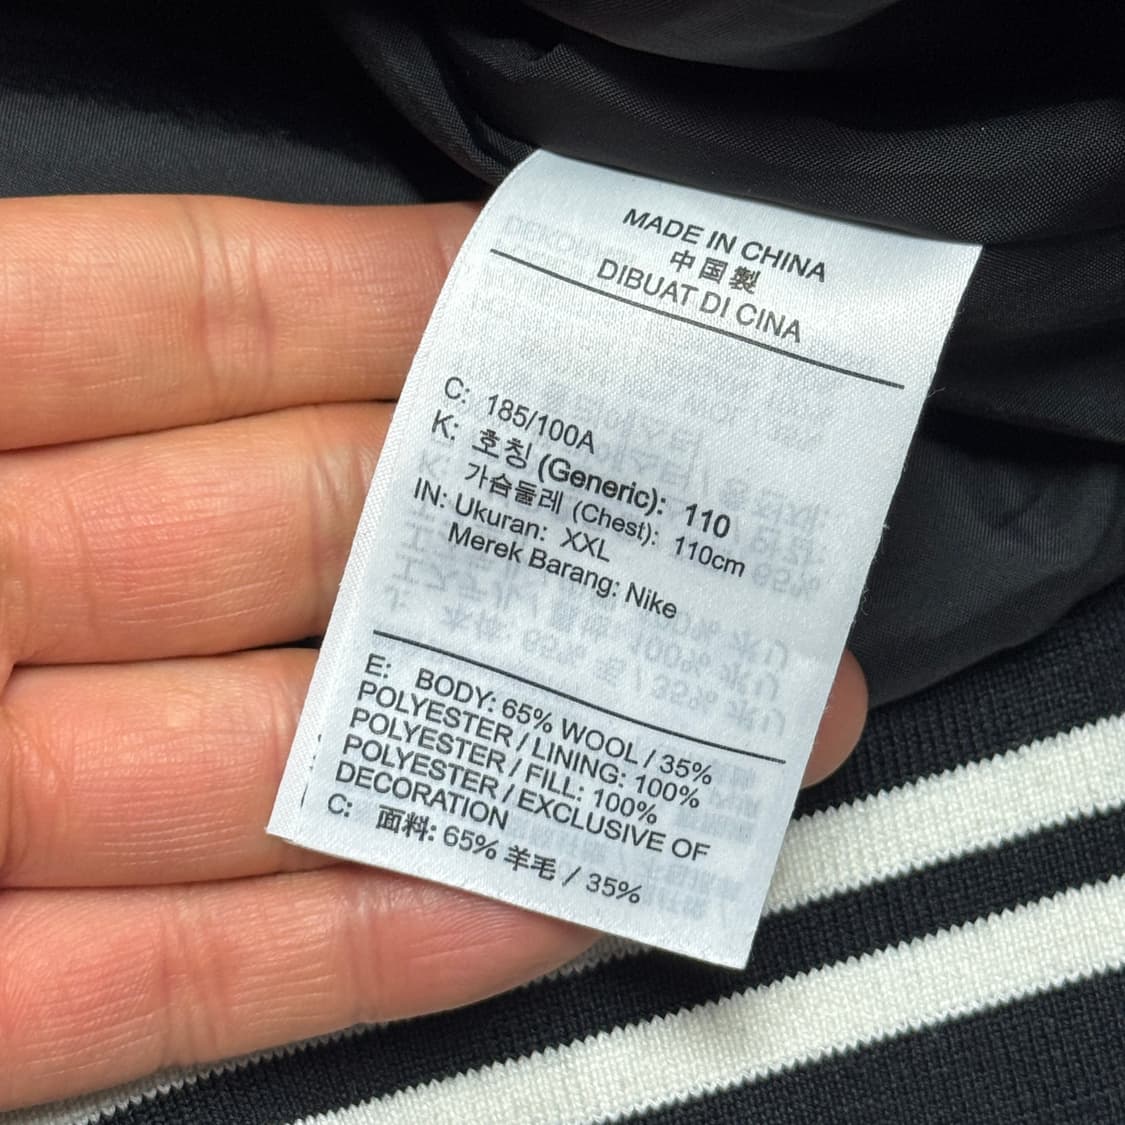 MADE IN CHINA
中国製
DIBUAT DI CINA
C: 185/100A
K: 호칭 (Generic): 110
가슴둘레 (Chest): 110cm
IN: Ukuran: XXL
Merek Barang: Nike
E: BODY: 65% WOOL / 35%
POLYESTER / LINING: 100%
POLYESTER / FILL: 100%
POLYESTER / EXCLUSIVE OF
DECORATION
C: 面料: 65% 羊毛 / 35%